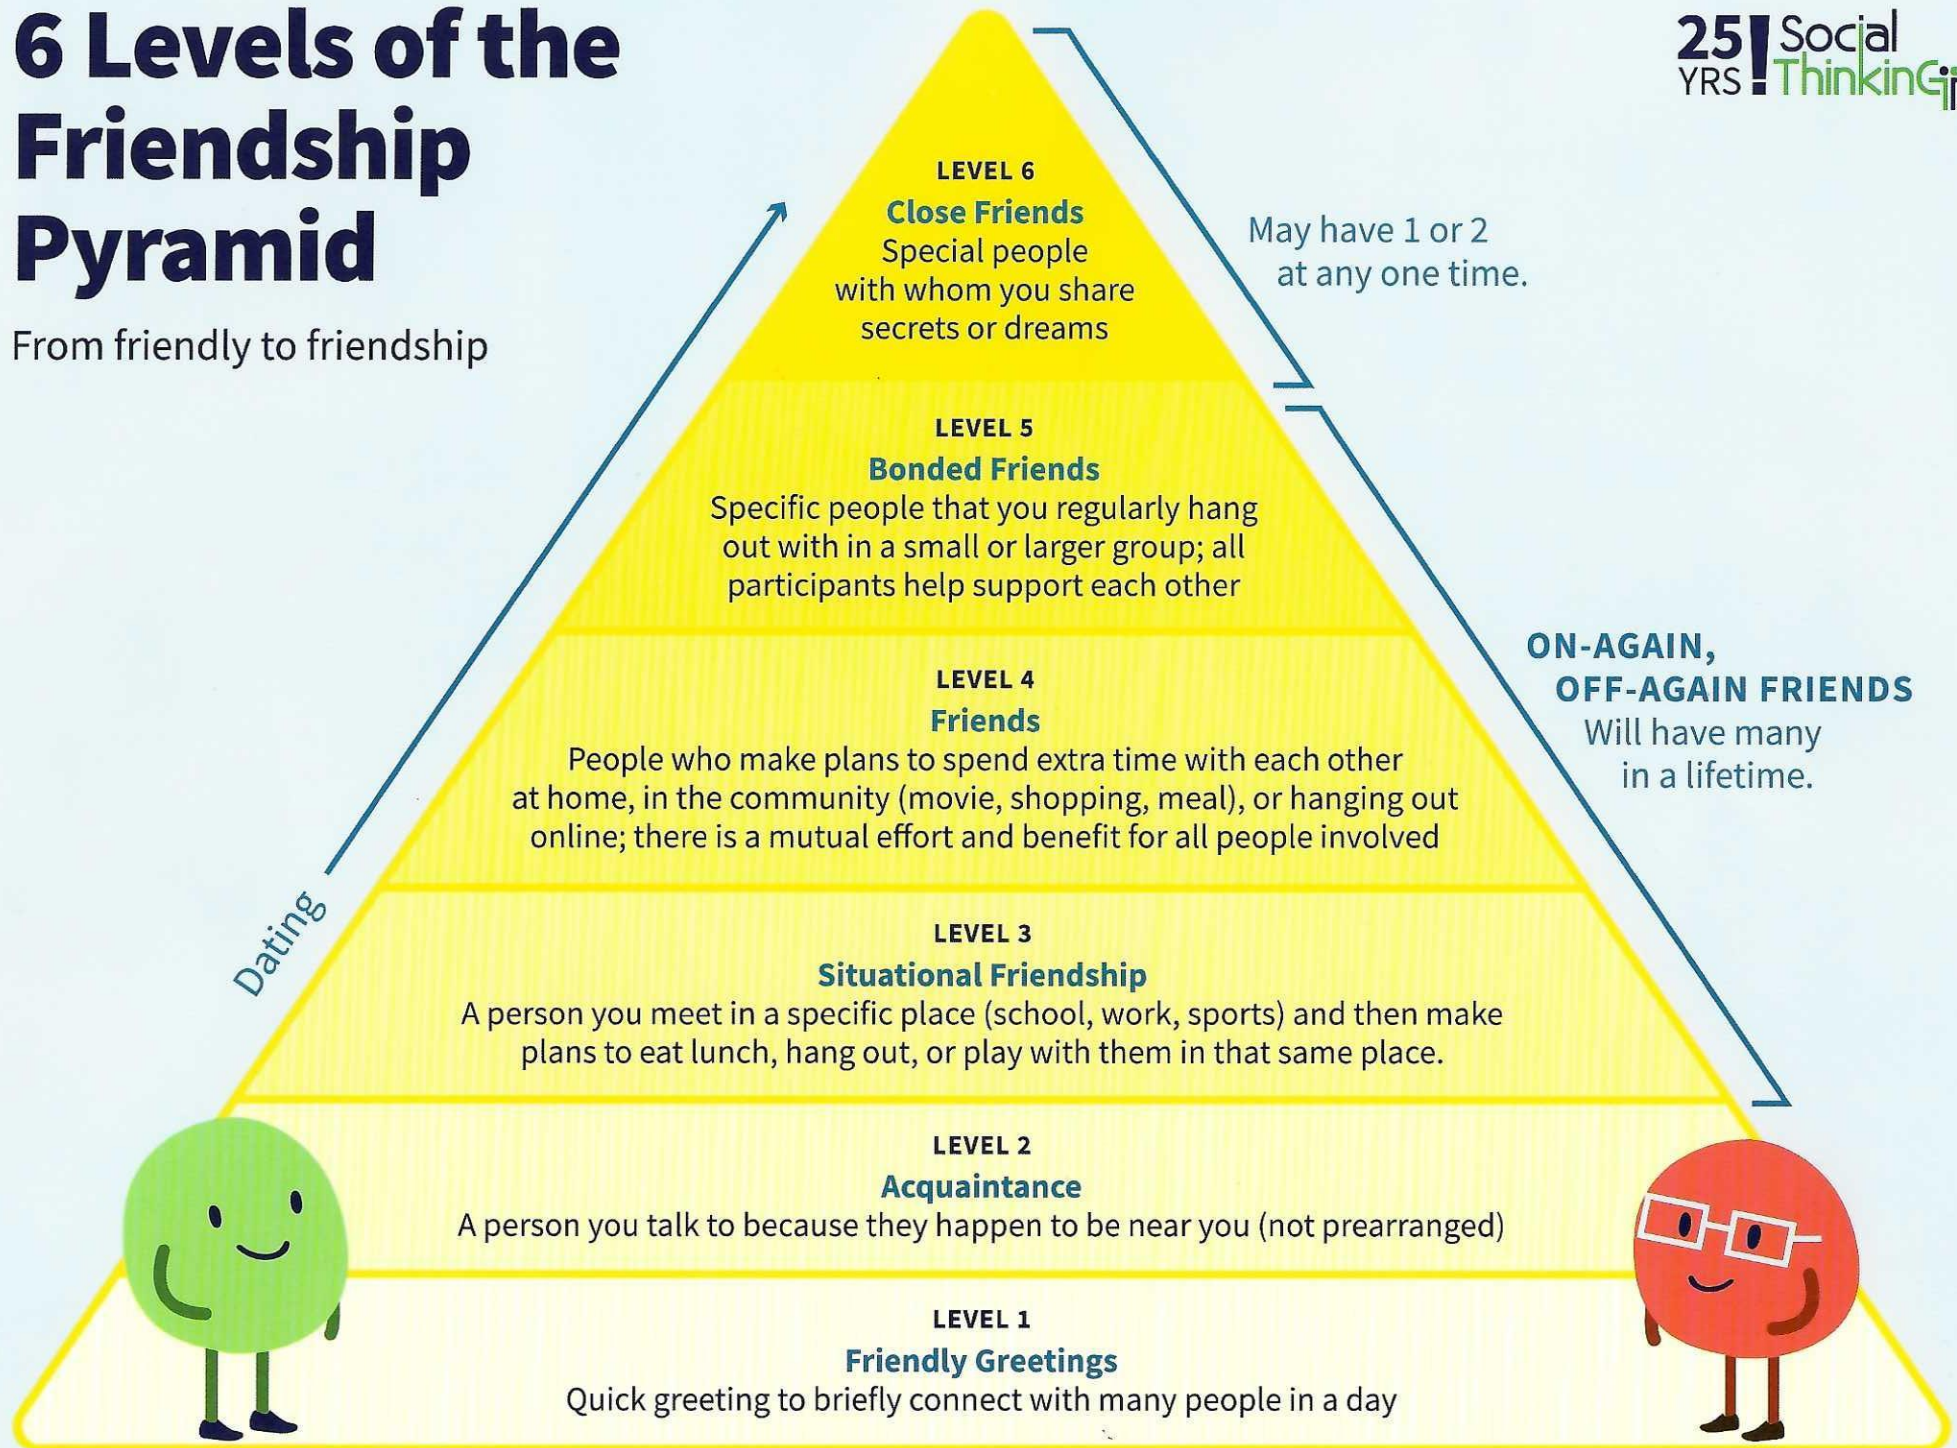 6 Levels of the
Friendship
Pyramid
From friendly to friendship
25
YRS
Social
Thinking
LEVEL 6
Close Friends
Special people
with whom you share
secrets or dreams
May have 1 or 2
at any one time.
LEVEL 5
Bonded Friends
Specific people that you regularly hang
out with in a small or larger group; all
participants help support each other
LEVEL 4
Friends
People who make plans to spend extra time with each other
at home, in the community (movie, shopping, meal), or hanging out
online; there is a mutual effort and benefit for all people involved
ON-AGAIN,
OFF-AGAIN FRIENDS
Will have many
in a lifetime.
Dating
LEVEL 3
Situational Friendship
A person you meet in a specific place (school, work, sports) and then make
plans to eat lunch, hang out, or play with them in that same place.
LEVEL 2
Acquaintance
A person you talk to because they happen to be near you (not prearranged)
LEVEL 1
Friendly Greetings
Quick greeting to briefly connect with many people in a day